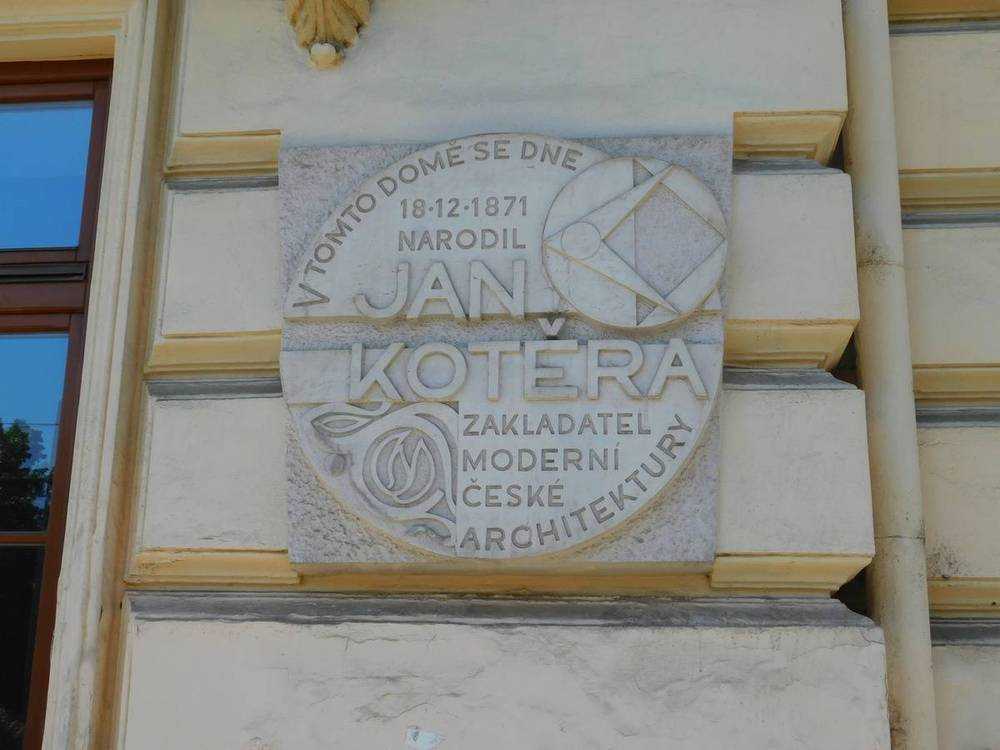 V TOMTO DOMĚ SE DNE
18·12·1871
NARODIL
JAN
KOTĚRA
ZAKLADATEL
MODERNÍ
ČESKÉ
ARCHITEKTURY